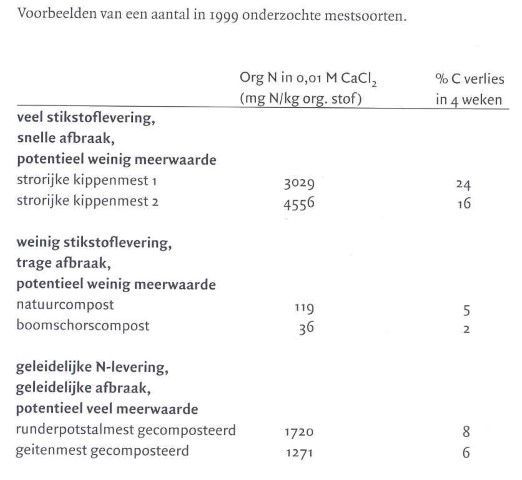 Voorbeelden van een aantal in 1999 onderzochte mestsoorten.
Org N in 0,01 M CaCl₂ % C verlies
(mg N/kg org. stof) in 4 weken
veel stikstoflevering,
snelle afbraak,
potentieel weinig meerwaarde
strorijke kippenmest 1 3029 24
strorijke kippenmest 2 4556 16
weinig stikstoflevering,
trage afbraak,
potentieel weinig meerwaarde
natuurcompost 119 5
boomschorscompost 36 2
geleidelijke N-levering,
geleidelijke afbraak,
potentieel veel meerwaarde
runderpotstalmest gecomposteerd 1720 8
geitenmest gecomposteerd 1271 6